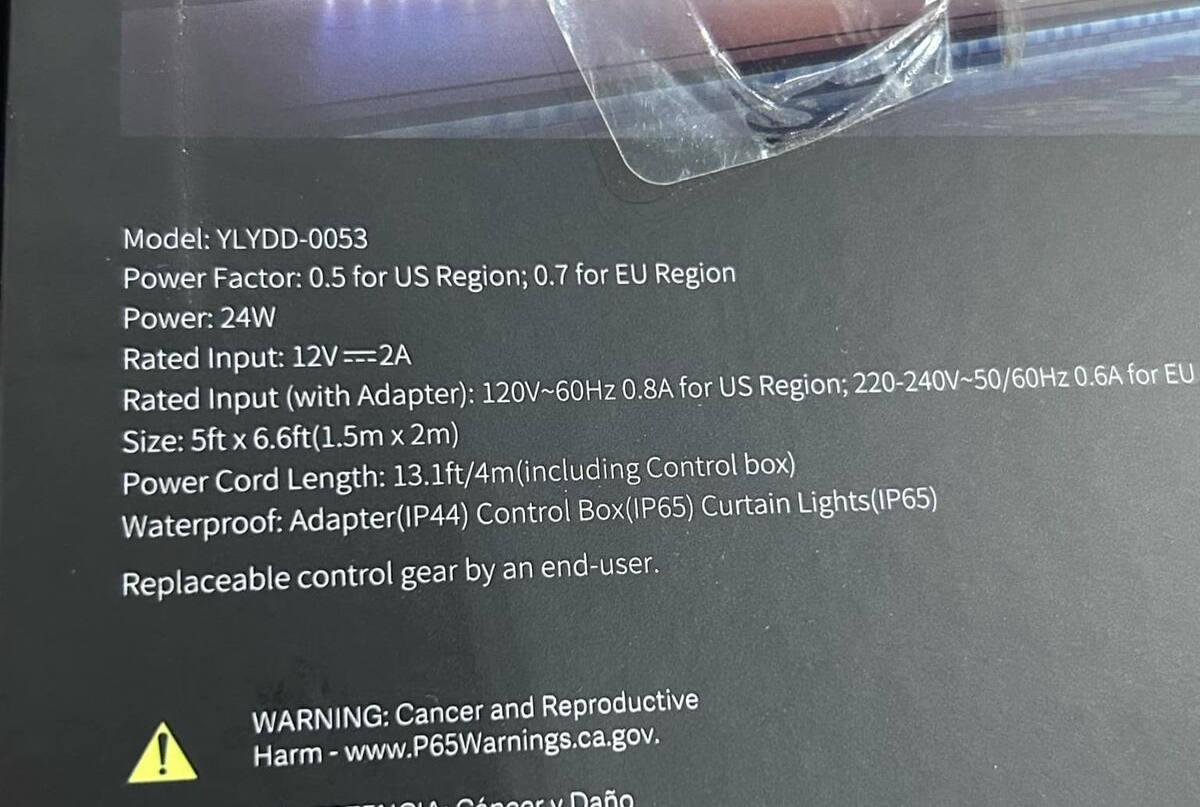 Model: YLYDD-0053
Power Factor: 0.5 for US Region; 0.7 for EU Region
Power: 24W
Rated Input: 12V⎓2A
Rated Input (with Adapter): 120V~60Hz 0.8A for US Region; 220-240V~50/60Hz 0.6A for EU
Size: 5ft x 6.6ft(1.5m x 2m)
Power Cord Length: 13.1ft/4m(including Control box)
Waterproof: Adapter(IP44) Control Box(IP65) Curtain Lights(IP65)
Replaceable control gear by an end-user.
WARNING: Cancer and Reproductive
Harm - www.P65Warnings.ca.gov.
Cáncer y Daño